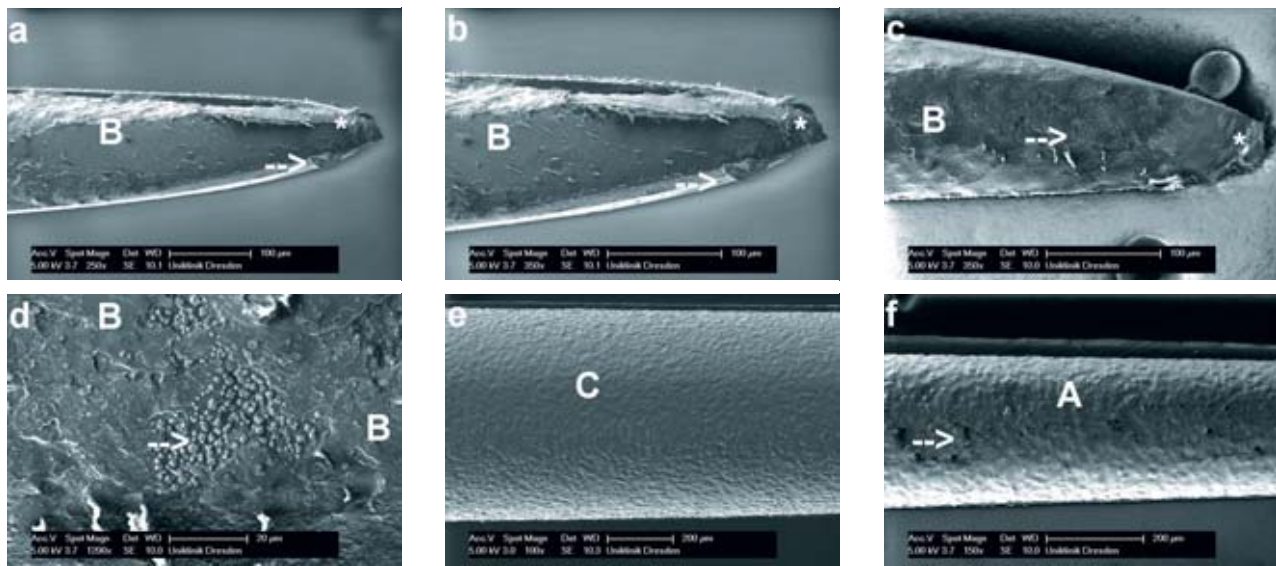 a
B
*
-->
Acc.V Spot Magn Det WD 100 µm
5.00 kV 3.7 250x SE 10.1 Uniklinik Dresden
b
B
*
-->
Acc.V Spot Magn Det WD 100 µm
5.00 kV 3.7 350x SE 10.1 Uniklinik Dresden
c
B
-->
*
Acc.V Spot Magn Det WD 100 µm
5.00 kV 3.7 350x SE 10.0 Uniklinik Dresden
d
B
B
-->
Acc.V Spot Magn Det WD 20 µm
5.00 kV 3.7 1200x SE 10.0 Uniklinik Dresden
e
C
Acc.V Spot Magn Det WD 200 µm
5.00 kV 3.0 100x SE 10.3 Uniklinik Dresden
f
A
-->
Acc.V Spot Magn Det WD 200 µm
5.00 kV 3.7 150x SE 10.0 Uniklinik Dresden